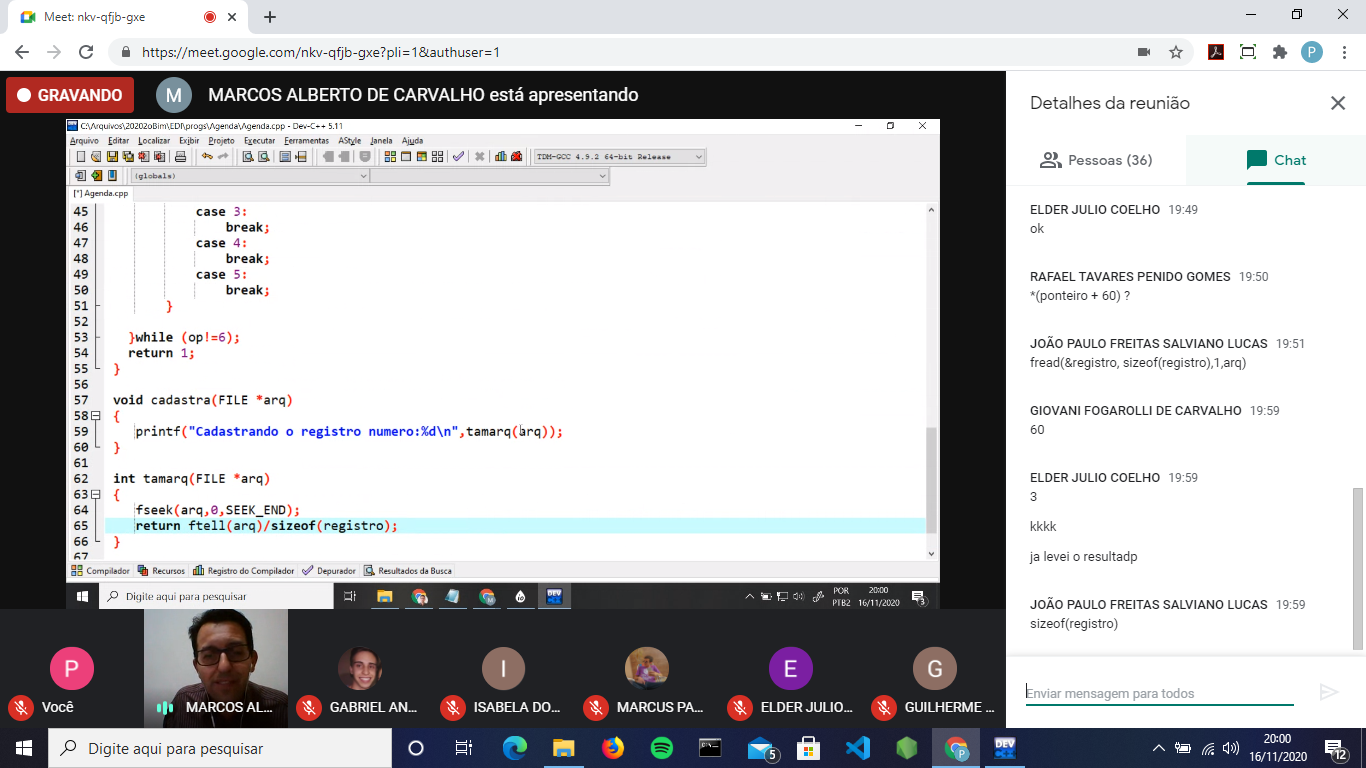 Meet: nkv-qfjb-gxe
https://meet.google.com/nkv-qfjb-gxe?pli=1&authuser=1
P
GRAVANDO
M
MARCOS ALBERTO DE CARVALHO está apresentando
C:\Arquivos\20202oBim\EDI\progs\Agenda\Agenda.cpp - Dev-C++ 5.11
Arquivo Editar Localizar Exibir Projeto Executar Ferramentas AStyle Janela Ajuda
TDM-GCC 4.9.2 64-bit Release
(globals)
[*] Agenda.cpp
45 case 3:
46 break;
47 case 4:
48 break;
49 case 5:
50 break;
51 }
52
53 }while (op!=6);
54 return 1;
55 }
56
57 void cadastra(FILE *arq)
58 {
59 printf("Cadastrando o registro numero:%d\n",tamarq(arq));
60 }
61
62 int tamarq(FILE *arq)
63 {
64 fseek(arq,0,SEEK_END);
65 return ftell(arq)/sizeof(registro);
66 }
67
Compilador Recursos Registro do Compilador Depurador Resultados da Busca
Digite aqui para pesquisar
DEV
POR
PTB2
20:00
16/11/2020
3
P
Você
MARCOS AL...
GABRIEL AN...
I
ISABELA DO...
MARCUS PA...
E
ELDER JULIO...
G
GUILHERME ...
Detalhes da reunião
Pessoas (36)
Chat
ELDER JULIO COELHO 19:49
ok
RAFAEL TAVARES PENIDO GOMES 19:50
*(ponteiro + 60) ?
JOÃO PAULO FREITAS SALVIANO LUCAS 19:51
fread(&registro, sizeof(registro),1,arq)
GIOVANI FOGAROLLI DE CARVALHO 19:59
60
ELDER JULIO COELHO 19:59
3
kkkk
ja levei o resultadp
JOÃO PAULO FREITAS SALVIANO LUCAS 19:59
sizeof(registro)
Enviar mensagem para todos
Digite aqui para pesquisar
5
P
DEV
20:00
16/11/2020
12